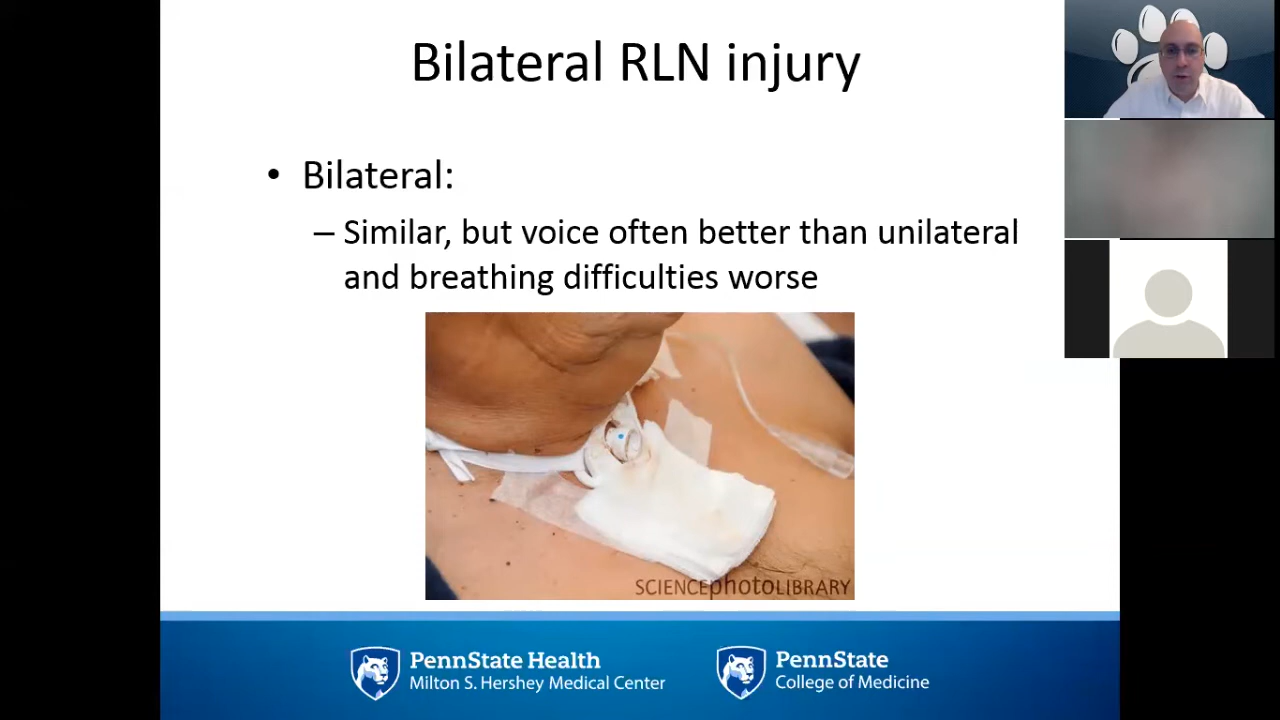 Bilateral RLN injury
• Bilateral:
– Similar, but voice often better than unilateral
and breathing difficulties worse
SCIENCEphotoLIBRARY
PennState Health
Milton S. Hershey Medical Center
PennState
College of Medicine